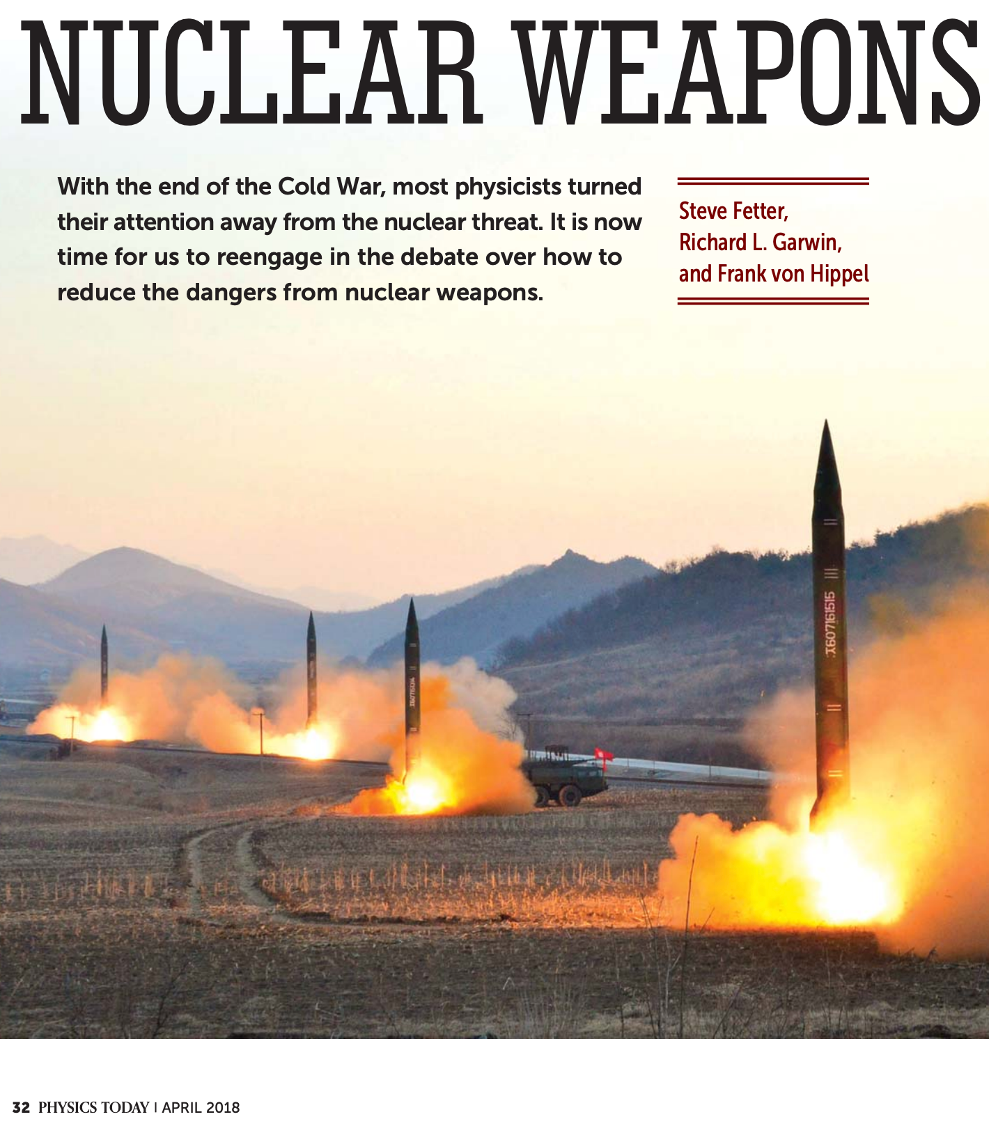 NUCLEAR WEAPONS
With the end of the Cold War, most physicists turned
their attention away from the nuclear threat. It is now
time for us to reengage in the debate over how to
reduce the dangers from nuclear weapons.
Steve Fetter,
Richard L. Garwin,
and Frank von Hippel
32 PHYSICS TODAY | APRIL 2018